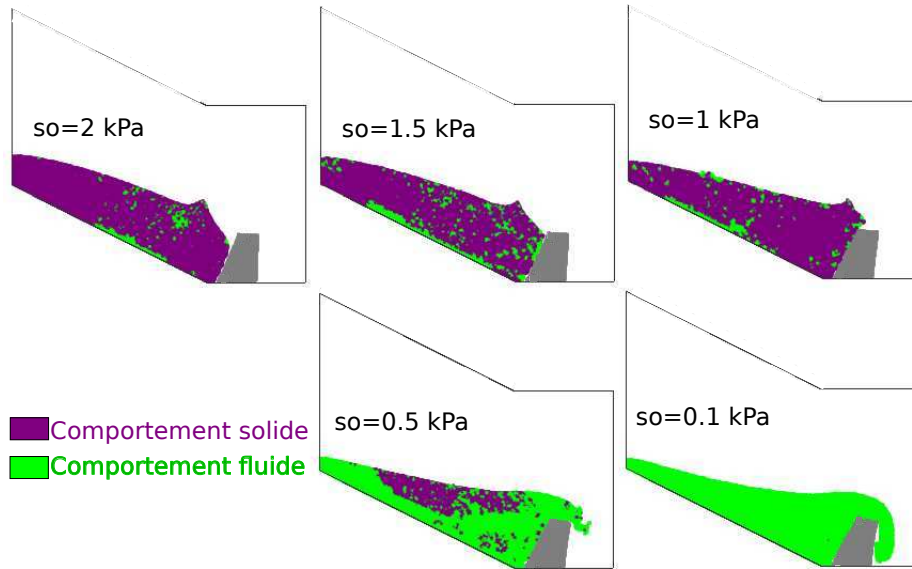 so=2 kPa
so=1.5 kPa
so=1 kPa
so=0.5 kPa
so=0.1 kPa
Comportement solide
Comportement fluide